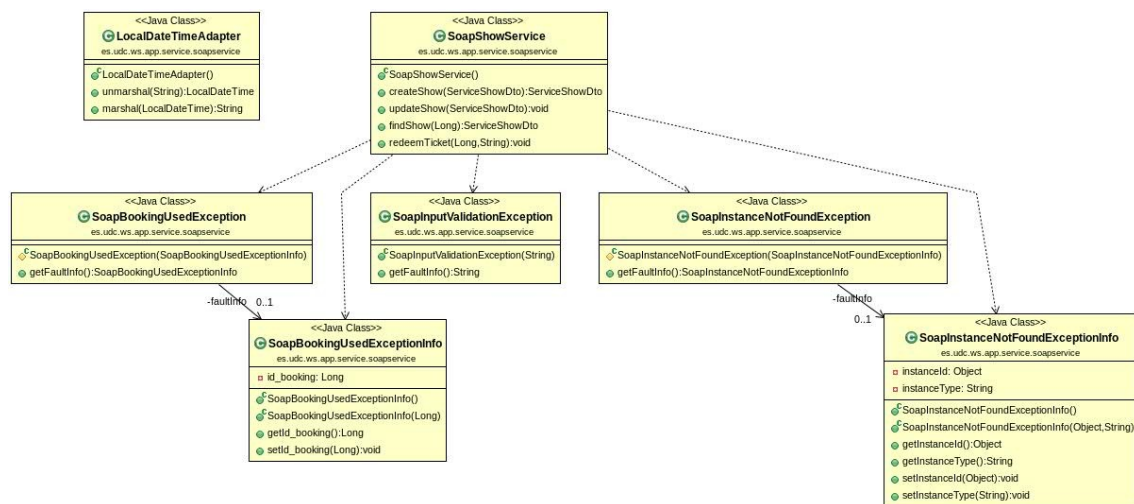 <<Java Class>>
LocalDateTimeAdapter
es.udc.ws.app.service.soapservice
LocalDateTimeAdapter()
unmarshal(String):LocalDateTime
marshal(LocalDateTime):String
<<Java Class>>
SoapShowService
es.udc.ws.app.service.soapservice
SoapShowService()
createShow(ServiceShowDto):ServiceShowDto
updateShow(ServiceShowDto):void
findShow(Long):ServiceShowDto
redeemTicket(Long,String):void
<<Java Class>>
SoapBookingUsedException
es.udc.ws.app.service.soapservice
SoapBookingUsedException(SoapBookingUsedExceptionInfo)
getFaultInfo():SoapBookingUsedExceptionInfo
<<Java Class>>
SoapInputValidationException
es.udc.ws.app.service.soapservice
SoapInputValidationException(String)
getFaultInfo():String
<<Java Class>>
SoapInstanceNotFoundException
es.udc.ws.app.service.soapservice
SoapInstanceNotFoundException(SoapInstanceNotFoundExceptionInfo)
getFaultInfo():SoapInstanceNotFoundExceptionInfo
-faultInfo 0..1
-faultInfo
0..1
<<Java Class>>
SoapBookingUsedExceptionInfo
es.udc.ws.app.service.soapservice
id_booking: Long
SoapBookingUsedExceptionInfo()
SoapBookingUsedExceptionInfo(Long)
getId_booking():Long
setId_booking(Long):void
<<Java Class>>
SoapInstanceNotFoundExceptionInfo
es.udc.ws.app.service.soapservice
instanceId: Object
instanceType: String
SoapInstanceNotFoundExceptionInfo()
SoapInstanceNotFoundExceptionInfo(Object,String)
getInstanceId():Object
getInstanceType():String
setInstanceId(Object):void
setInstanceType(String):void